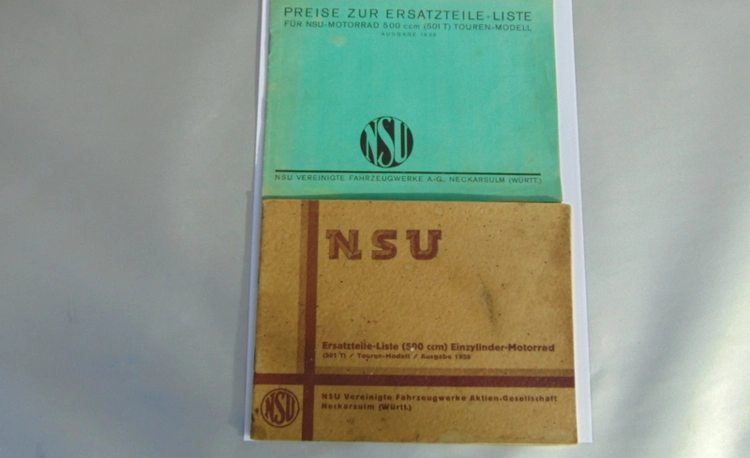 PREISE ZUR ERSATZTEILE-LISTE
FÜR NSU-MOTORRAD 500 ccm (501 T) TOUREN-MODELL
AUSGABE
NSU
NSU VEREINIGTE FAHRZEUGWERKE A.-G., NECKARSULM (WÜRTT.)
NSU
Ersatzteile-Liste (500 ccm) Einzylinder-Motorrad
(501 T) / Touren-Modell / Ausgabe
NSU Vereinigte Fahrzeugwerke Aktien-Gesellschaft
NSU
Neckarsulm (Württ.)